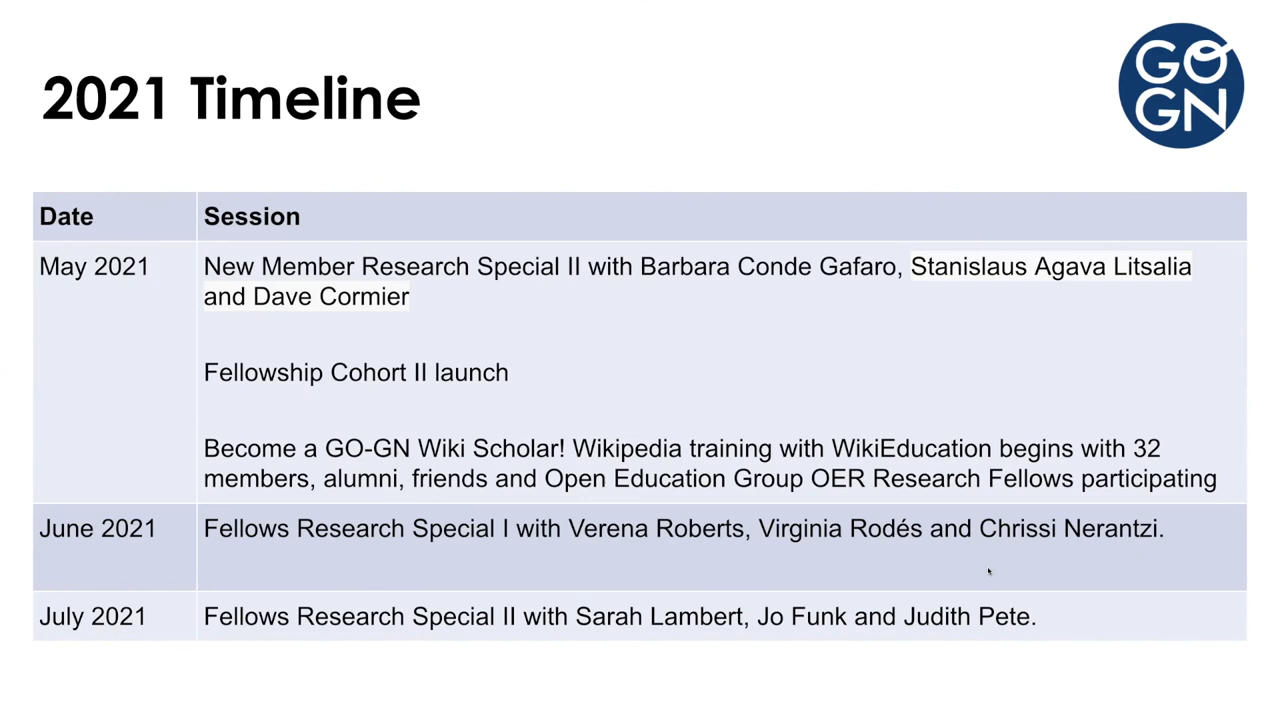 2021 Timeline
GO
GN
Date Session
May 2021 New Member Research Special II with Barbara Conde Gafaro, Stanislaus Agava Litsalia
and Dave Cormier
Fellowship Cohort II launch
Become a GO-GN Wiki Scholar! Wikipedia training with WikiEducation begins with 32
members, alumni, friends and Open Education Group OER Research Fellows participating
June 2021 Fellows Research Special I with Verena Roberts, Virginia Rodés and Chrissi Nerantzi.
July 2021 Fellows Research Special II with Sarah Lambert, Jo Funk and Judith Pete.